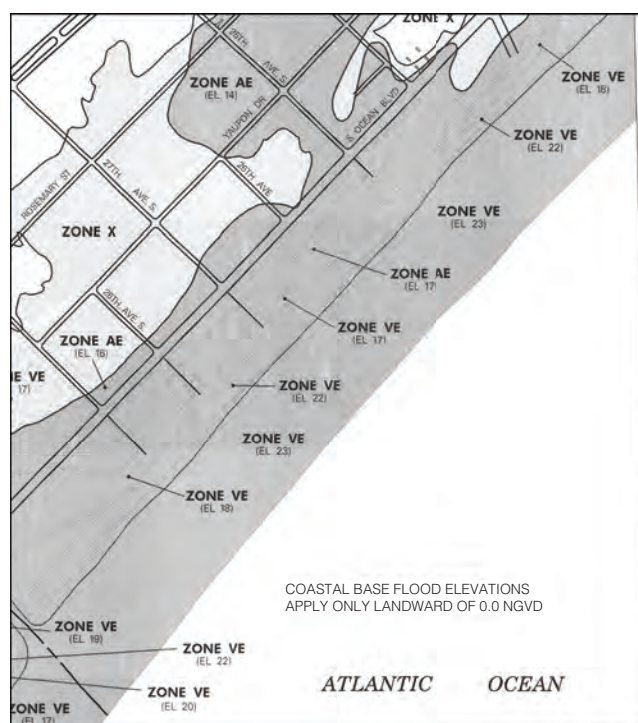 ZONE X
26TH
AVE S.
ZONE AE
(EL 14)
ZONE VE
(EL 18)
YAUPON DR
S OCEAN BLVD
ZONE VE
(EL 22)
27TH.
AVE S.
26TH AVE
ROSEMARY ST
ZONE VE
(EL 23)
ZONE X
ZONE AE
(EL 17)
28TH AVE S.
ZONE VE
(EL 17)
ZONE AE
(EL 16)
NE VE
17)
ZONE VE
(EL 22)
ZONE VE
(EL 23)
ZONE VE
(EL 18)
COASTAL BASE FLOOD ELEVATIONS
APPLY ONLY LANDWARD OF 0.0 NGVD
ZONE VE
(EL 19)
ZONE VE
(EL 22)
ATLANTIC OCEAN
ZONE VE
(EL 20)
ZONE VE
(EL 17)